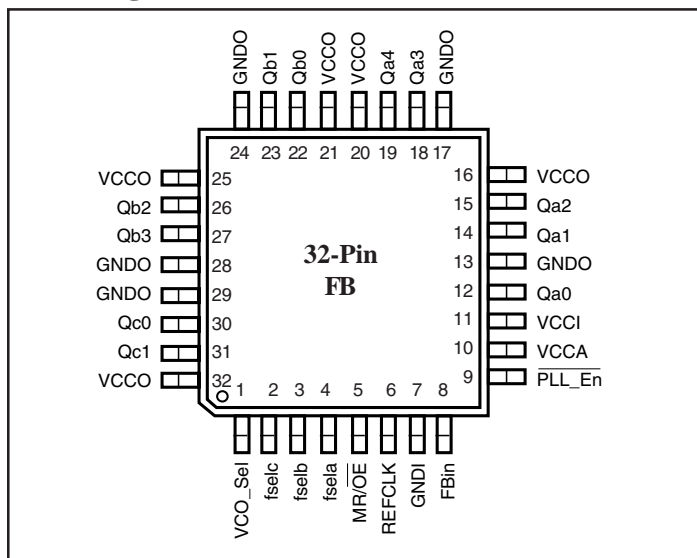 GNDO Qb1 Qb0 VCCO VCCO Qa4 Qa3 GNDO
24 23 22 21 20 19 18 17
VCCO 25 16 VCCO
Qb2 26 15 Qa2
Qb3 27 14 Qa1
GNDO 28 13 GNDO
GNDO 29 12 Qa0
Qc0 30 11 VCCI
Qc1 31 10 VCCA
VCCO 32 9 PLL_En
32-Pin
FB
1 2 3 4 5 6 7 8
VCO_Sel fselc fselb fsela MR/OE REFCLK GNDI FBin